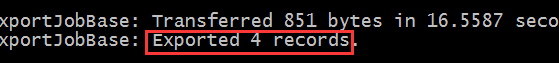 xportJobBase: Transferred 851 bytes in 16.5587 seco
xportJobBase: Exported 4 records.